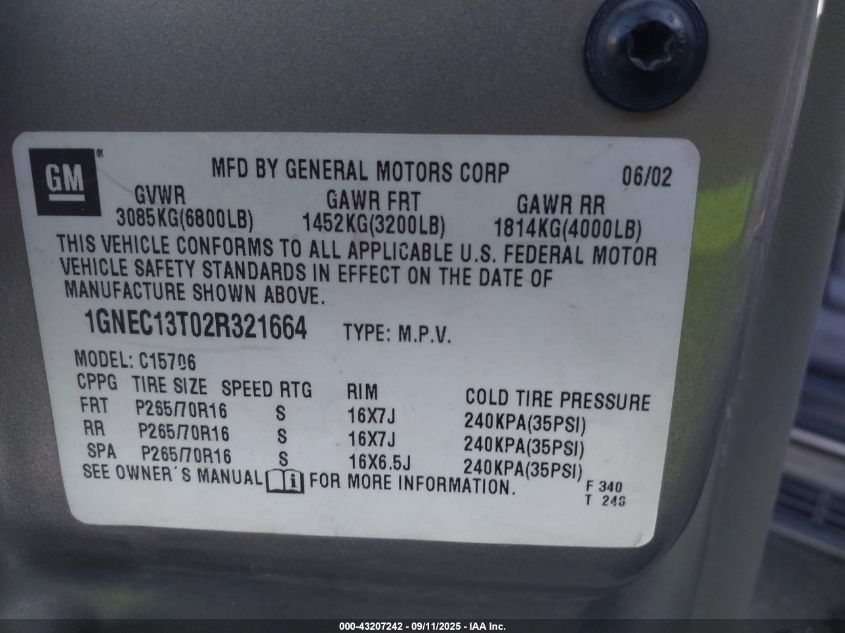 GM ® MFD BY GENERAL MOTORS CORP 06/02
GVWR GAWR FRT GAWR RR
3085KG(6800LB) 1452KG(3200LB) 1814KG(4000LB)
THIS VEHICLE CONFORMS TO ALL APPLICABLE U.S. FEDERAL MOTOR
VEHICLE SAFETY STANDARDS IN EFFECT ON THE DATE OF
MANUFACTURE SHOWN ABOVE.
1GNEC13T02R321664 TYPE: M.P.V.
MODEL: C15706
CPPG TIRE SIZE SPEED RTG RIM COLD TIRE PRESSURE
FRT P265/70R16 S 16X7J 240KPA(35PSI)
RR P265/70R16 S 16X7J 240KPA(35PSI)
SPA P265/70R16 S 16X6.5J 240KPA(35PSI)
SEE OWNER'S MANUAL i FOR MORE INFORMATION.
F 340
T 248
000-43207242 - 09/11/2025 - IAA Inc.